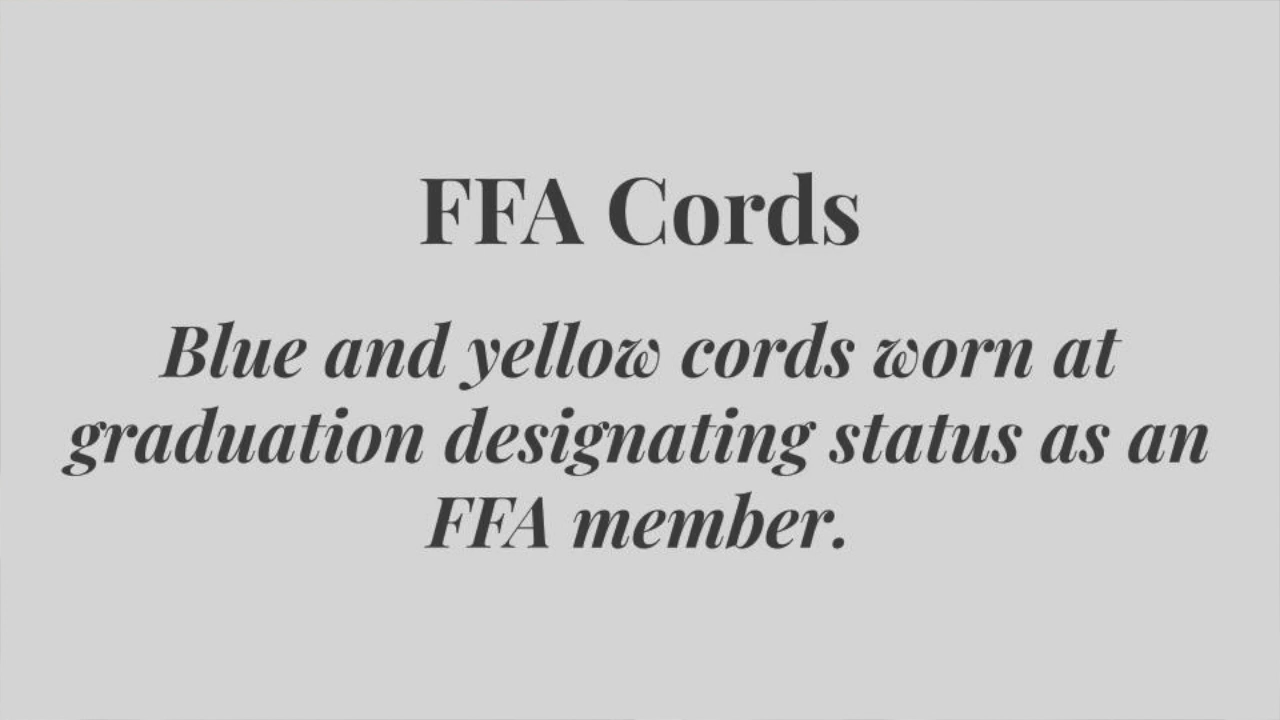 FFA Cords
Blue and yellow cords worn at
graduation designating status as an
FFA member.